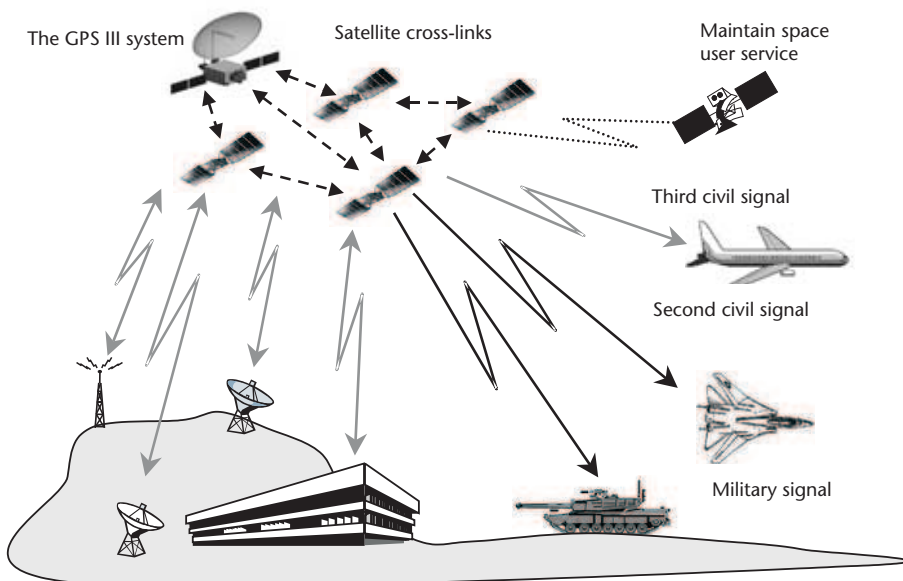 The GPS III system
Satellite cross-links
Maintain space
user service
Third civil signal
Second civil signal
Military signal